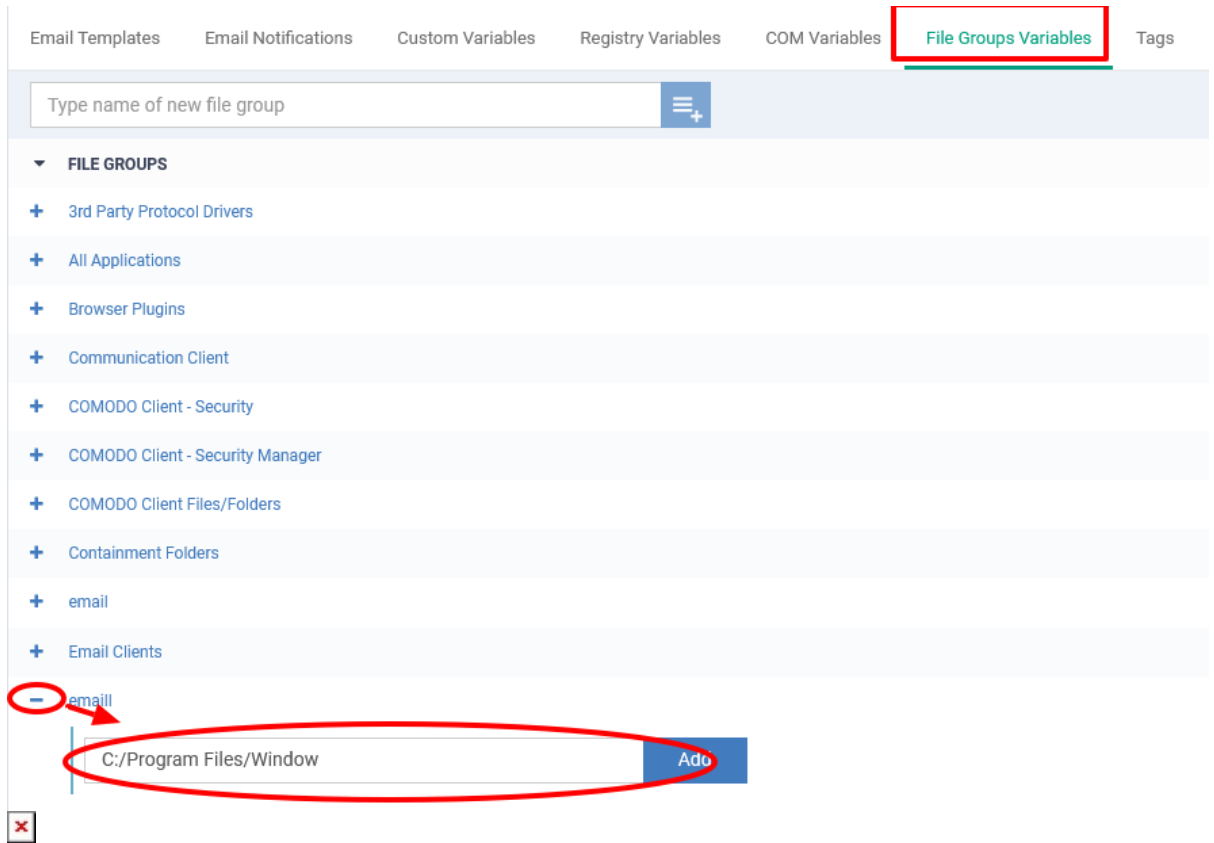 Email Templates Email Notifications Custom Variables Registry Variables COM Variables File Groups Variables Tags
Type name of new file group
FILE GROUPS
3rd Party Protocol Drivers
All Applications
Browser Plugins
Communication Client
COMODO Client - Security
COMODO Client - Security Manager
COMODO Client Files/Folders
Containment Folders
email
Email Clients
emaill
C:/Program Files/Window Add